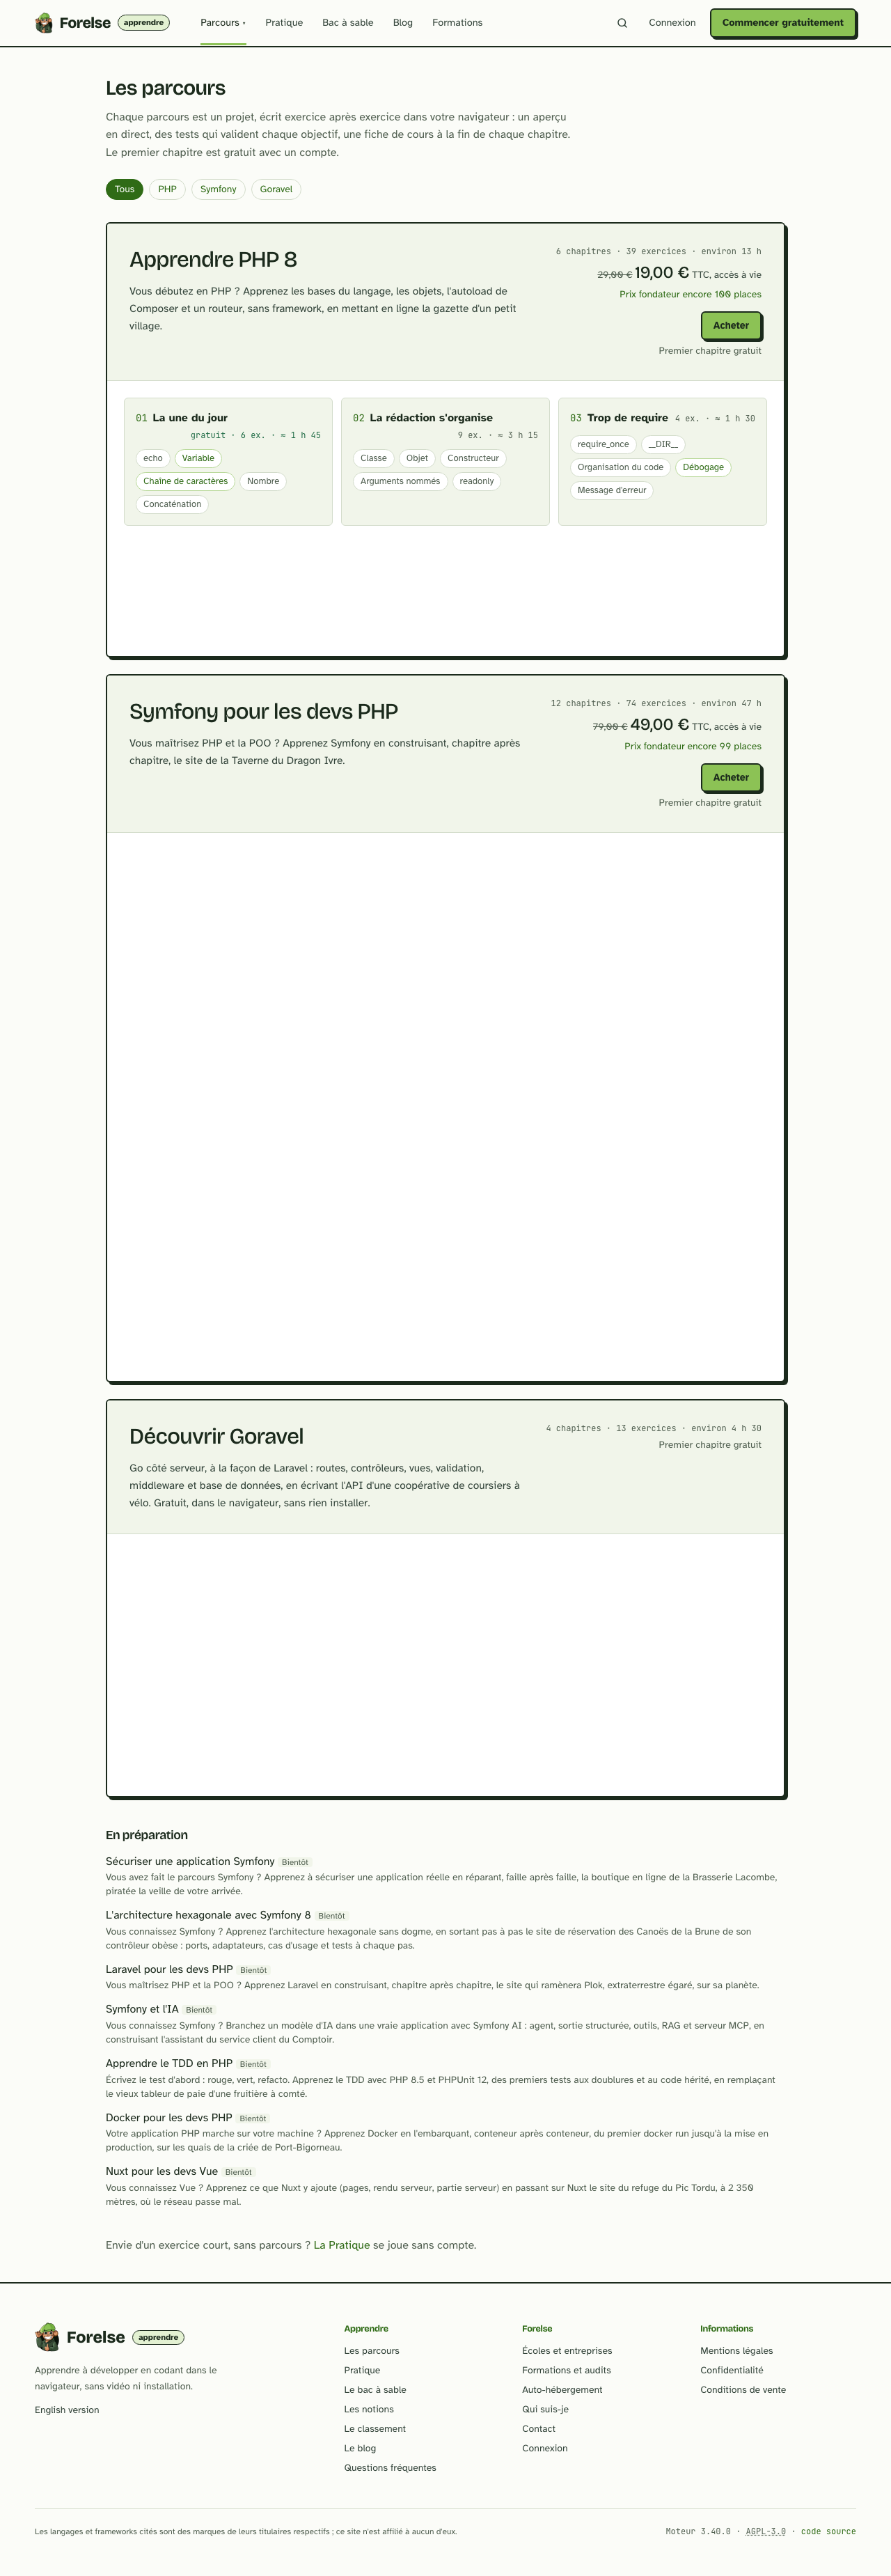 Forelse apprendre Parcours Pratique Bac à sable Blog Formations Connexion Commencer gratuitement
Les parcours
Chaque parcours est un projet, écrit exercice après exercice dans votre navigateur : un aperçu
en direct, des tests qui valident chaque objectif, une fiche de cours à la fin de chaque chapitre.
Le premier chapitre est gratuit avec un compte.
Tous PHP Symfony Goravel
Apprendre PHP 8
Vous débutez en PHP ? Apprenez les bases du langage, les objets, l'autoload de
Composer et un routeur, sans framework, en mettant en ligne la gazette d'un petit
village.
6 chapitres · 39 exercices · environ 13 h
29,00 € 19,00 € TTC, accès à vie
Prix fondateur encore 100 places
Acheter
Premier chapitre gratuit
01 La une du jour
gratuit · 6 ex. · ≈ 1 h 45
echo Variable
Chaîne de caractères Nombre
Concaténation
02 La rédaction s'organise
9 ex. · ≈ 3 h 15
Classe Objet Constructeur
Arguments nommés readonly
03 Trop de require 4 ex. · ≈ 1 h 30
require_once __DIR__
Organisation du code Débogage
Message d'erreur
Symfony pour les devs PHP
Vous maîtrisez PHP et la POO ? Apprenez Symfony en construisant, chapitre après
chapitre, le site de la Taverne du Dragon Ivre.
12 chapitres · 74 exercices · environ 47 h
79,00 € 49,00 € TTC, accès à vie
Prix fondateur encore 99 places
Acheter
Premier chapitre gratuit
Découvrir Goravel
Go côté serveur, à la façon de Laravel : routes, contrôleurs, vues, validation,
middleware et base de données, en écrivant l'API d'une coopérative de coursiers à
vélo. Gratuit, dans le navigateur, sans rien installer.
4 chapitres · 13 exercices · environ 4 h 30
Premier chapitre gratuit
En préparation
Sécuriser une application Symfony Bientôt
Vous avez fait le parcours Symfony ? Apprenez à sécuriser une application réelle en réparant, faille après faille, la boutique en ligne de la Brasserie Lacombe,
piratée la veille de votre arrivée.
L'architecture hexagonale avec Symfony 8 Bientôt
Vous connaissez Symfony ? Apprenez l'architecture hexagonale sans dogme, en sortant pas à pas le site de réservation des Canoës de la Brune de son
contrôleur obèse : ports, adaptateurs, cas d'usage et tests à chaque pas.
Laravel pour les devs PHP Bientôt
Vous maîtrisez PHP et la POO ? Apprenez Laravel en construisant, chapitre après chapitre, le site qui ramènera Plok, extraterrestre égaré, sur sa planète.
Symfony et l'IA Bientôt
Vous connaissez Symfony ? Branchez un modèle d'IA dans une vraie application avec Symfony AI : agent, sortie structurée, outils, RAG et serveur MCP, en
construisant l'assistant du service client du Comptoir.
Apprendre le TDD en PHP Bientôt
Écrivez le test d'abord : rouge, vert, refacto. Apprenez le TDD avec PHP 8.5 et PHPUnit 12, des premiers tests aux doublures et au code hérité, en remplaçant
le vieux tableur de paie d'une fruitière à comté.
Docker pour les devs PHP Bientôt
Votre application PHP marche sur votre machine ? Apprenez Docker en l'embarquant, conteneur après conteneur, du premier docker run jusqu'à la mise en
production, sur les quais de la criée de Port-Bigorneau.
Nuxt pour les devs Vue Bientôt
Vous connaissez Vue ? Apprenez ce que Nuxt y ajoute (pages, rendu serveur, partie serveur) en passant sur Nuxt le site du refuge du Pic Tordu, à 2 350
mètres, où le réseau passe mal.
Envie d'un exercice court, sans parcours ? La Pratique se joue sans compte.
Forelse apprendre
Apprendre à développer en codant dans le
navigateur, sans vidéo ni installation.
English version
Apprendre
Les parcours
Pratique
Le bac à sable
Les notions
Le classement
Le blog
Questions fréquentes
Forelse
Écoles et entreprises
Formations et audits
Auto-hébergement
Qui suis-je
Contact
Connexion
Informations
Mentions légales
Confidentialité
Conditions de vente
Les langages et frameworks cités sont des marques de leurs titulaires respectifs ; ce site n'est affilié à aucun d'eux.
Moteur 3.40.0 · AGPL-3.0 · code source